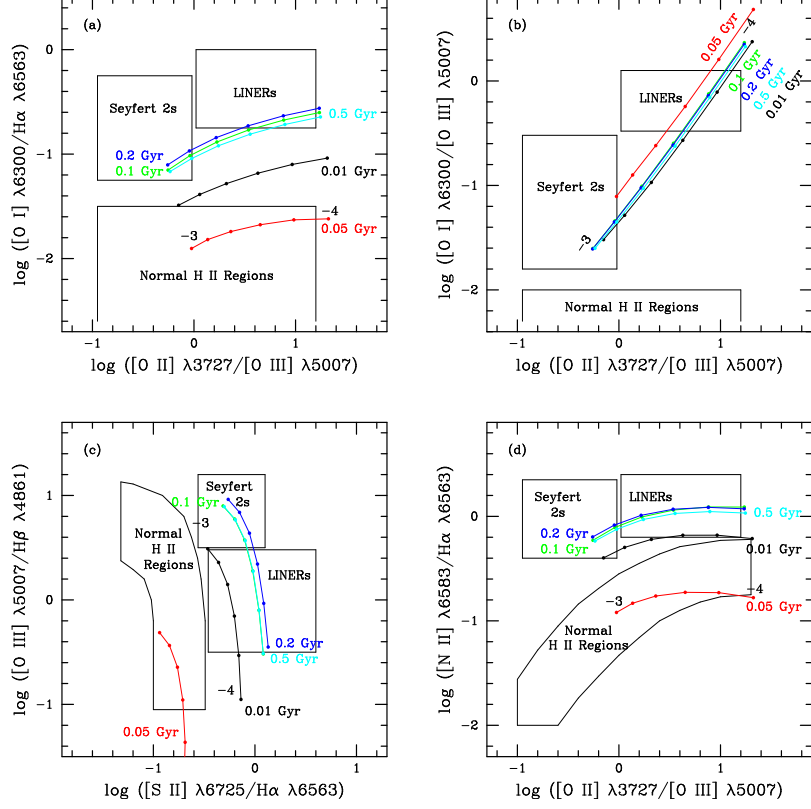 (a)
0
−1
−2
−1
0
1
log ([O I] λ6300/Hα λ6563)
log ([O II] λ3727/[O III] λ5007)
Seyfert 2s
LINERs
0.5 Gyr
0.2 Gyr
0.1 Gyr
0.01 Gyr
−4
−3
0.05 Gyr
Normal H II Regions
(b)
0
−1
−2
−1
0
1
log ([O I] λ6300/[O III] λ5007)
log ([O II] λ3727/[O III] λ5007)
0.05 Gyr
−4
0.1 Gyr
0.2 Gyr
0.5 Gyr
0.01 Gyr
LINERs
Seyfert 2s
−3
Normal H II Regions
(c)
1
0
−1
−1
0
1
log ([O III] λ5007/Hβ λ4861)
log ([S II] λ6725/Hα λ6563)
Seyfert
2s
0.1 Gyr
−3
Normal
H II
Regions
LINERs
0.2 Gyr
0.5 Gyr
−4
0.01 Gyr
0.05 Gyr
(d)
1
0
−1
−2
−1
0
1
log ([N II] λ6583/Hα λ6563)
log ([O II] λ3727/[O III] λ5007)
Seyfert
2s
LINERs
0.5 Gyr
0.2 Gyr
0.1 Gyr
0.01 Gyr
−4
−3
0.05 Gyr
Normal
H II Regions